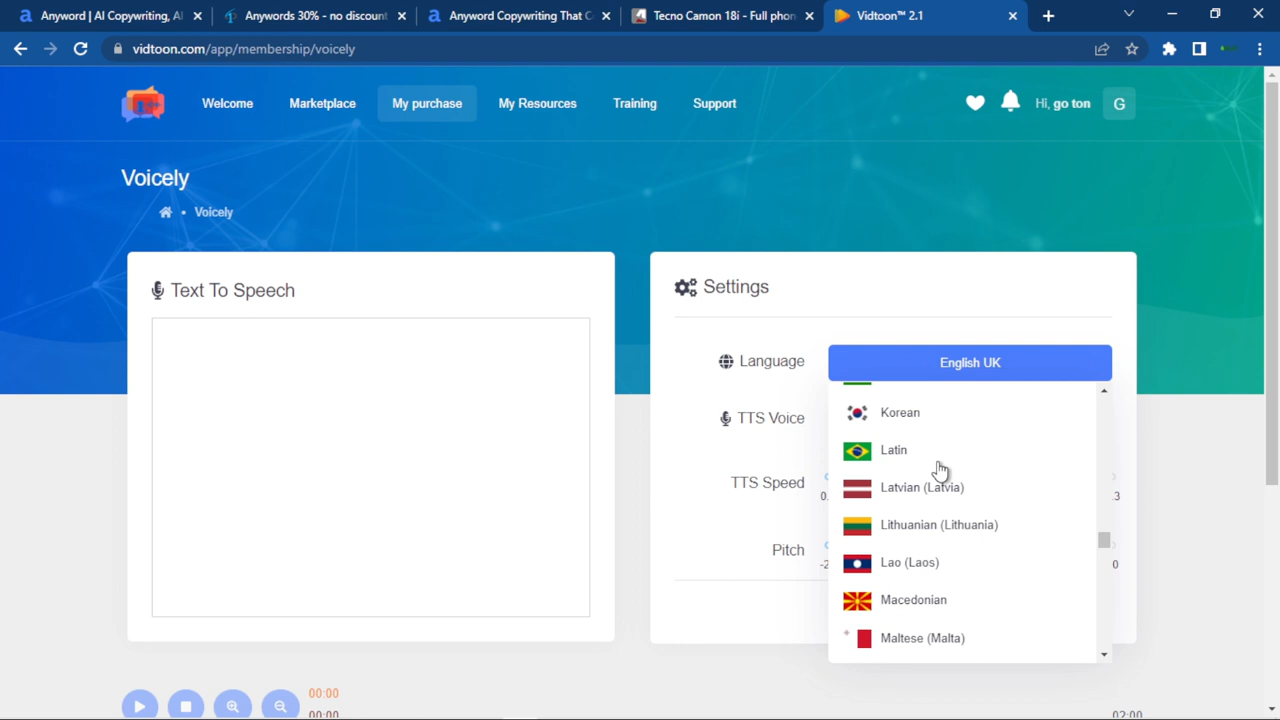 Anyword | AI Copywriting, AI
Anywords 30% - no discount
Anyword Copywriting That C
Tecno Camon 18i - Full phon
Vidtoon™ 2.1
vidtoon.com/app/membership/voicely
Welcome
Marketplace
My purchase
My Resources
Training
Support
Hi, go ton
G
Voicely
Voicely
Text To Speech
Settings
Language
English UK
TTS Voice
TTS Speed
Pitch
Korean
Latin
Latvian (Latvia)
Lithuanian (Lithuania)
Lao (Laos)
Macedonian
Maltese (Malta)
00:00
00:00
02:00